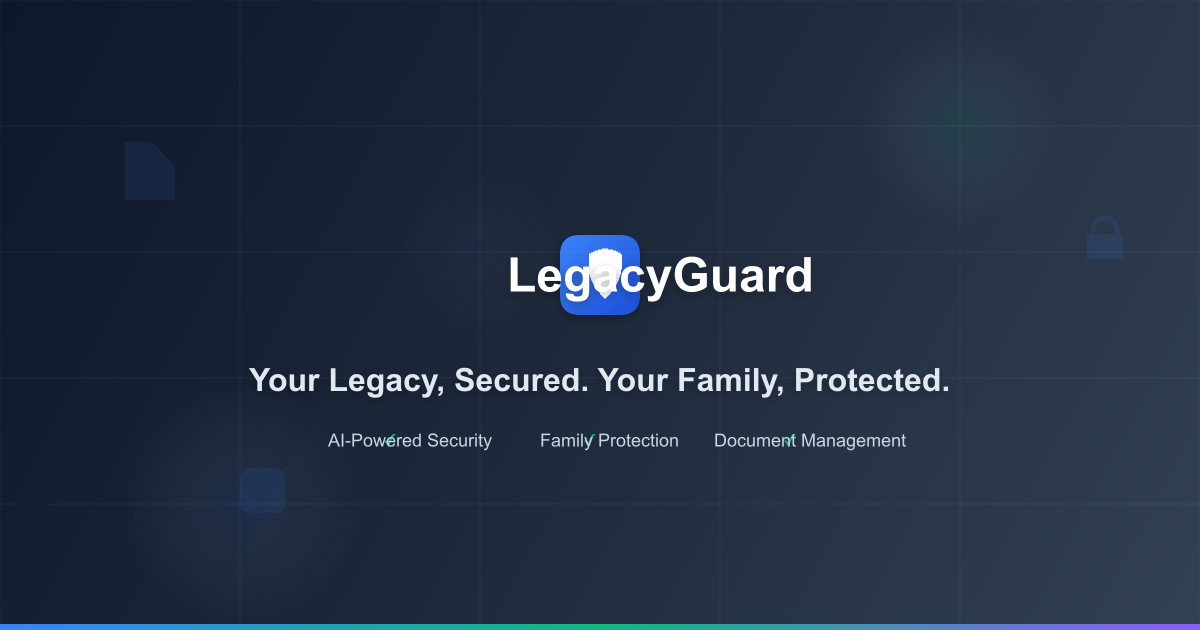 LegacyGuard
Your Legacy, Secured. Your Family, Protected.
AI-Powered Security Family Protection Document Management